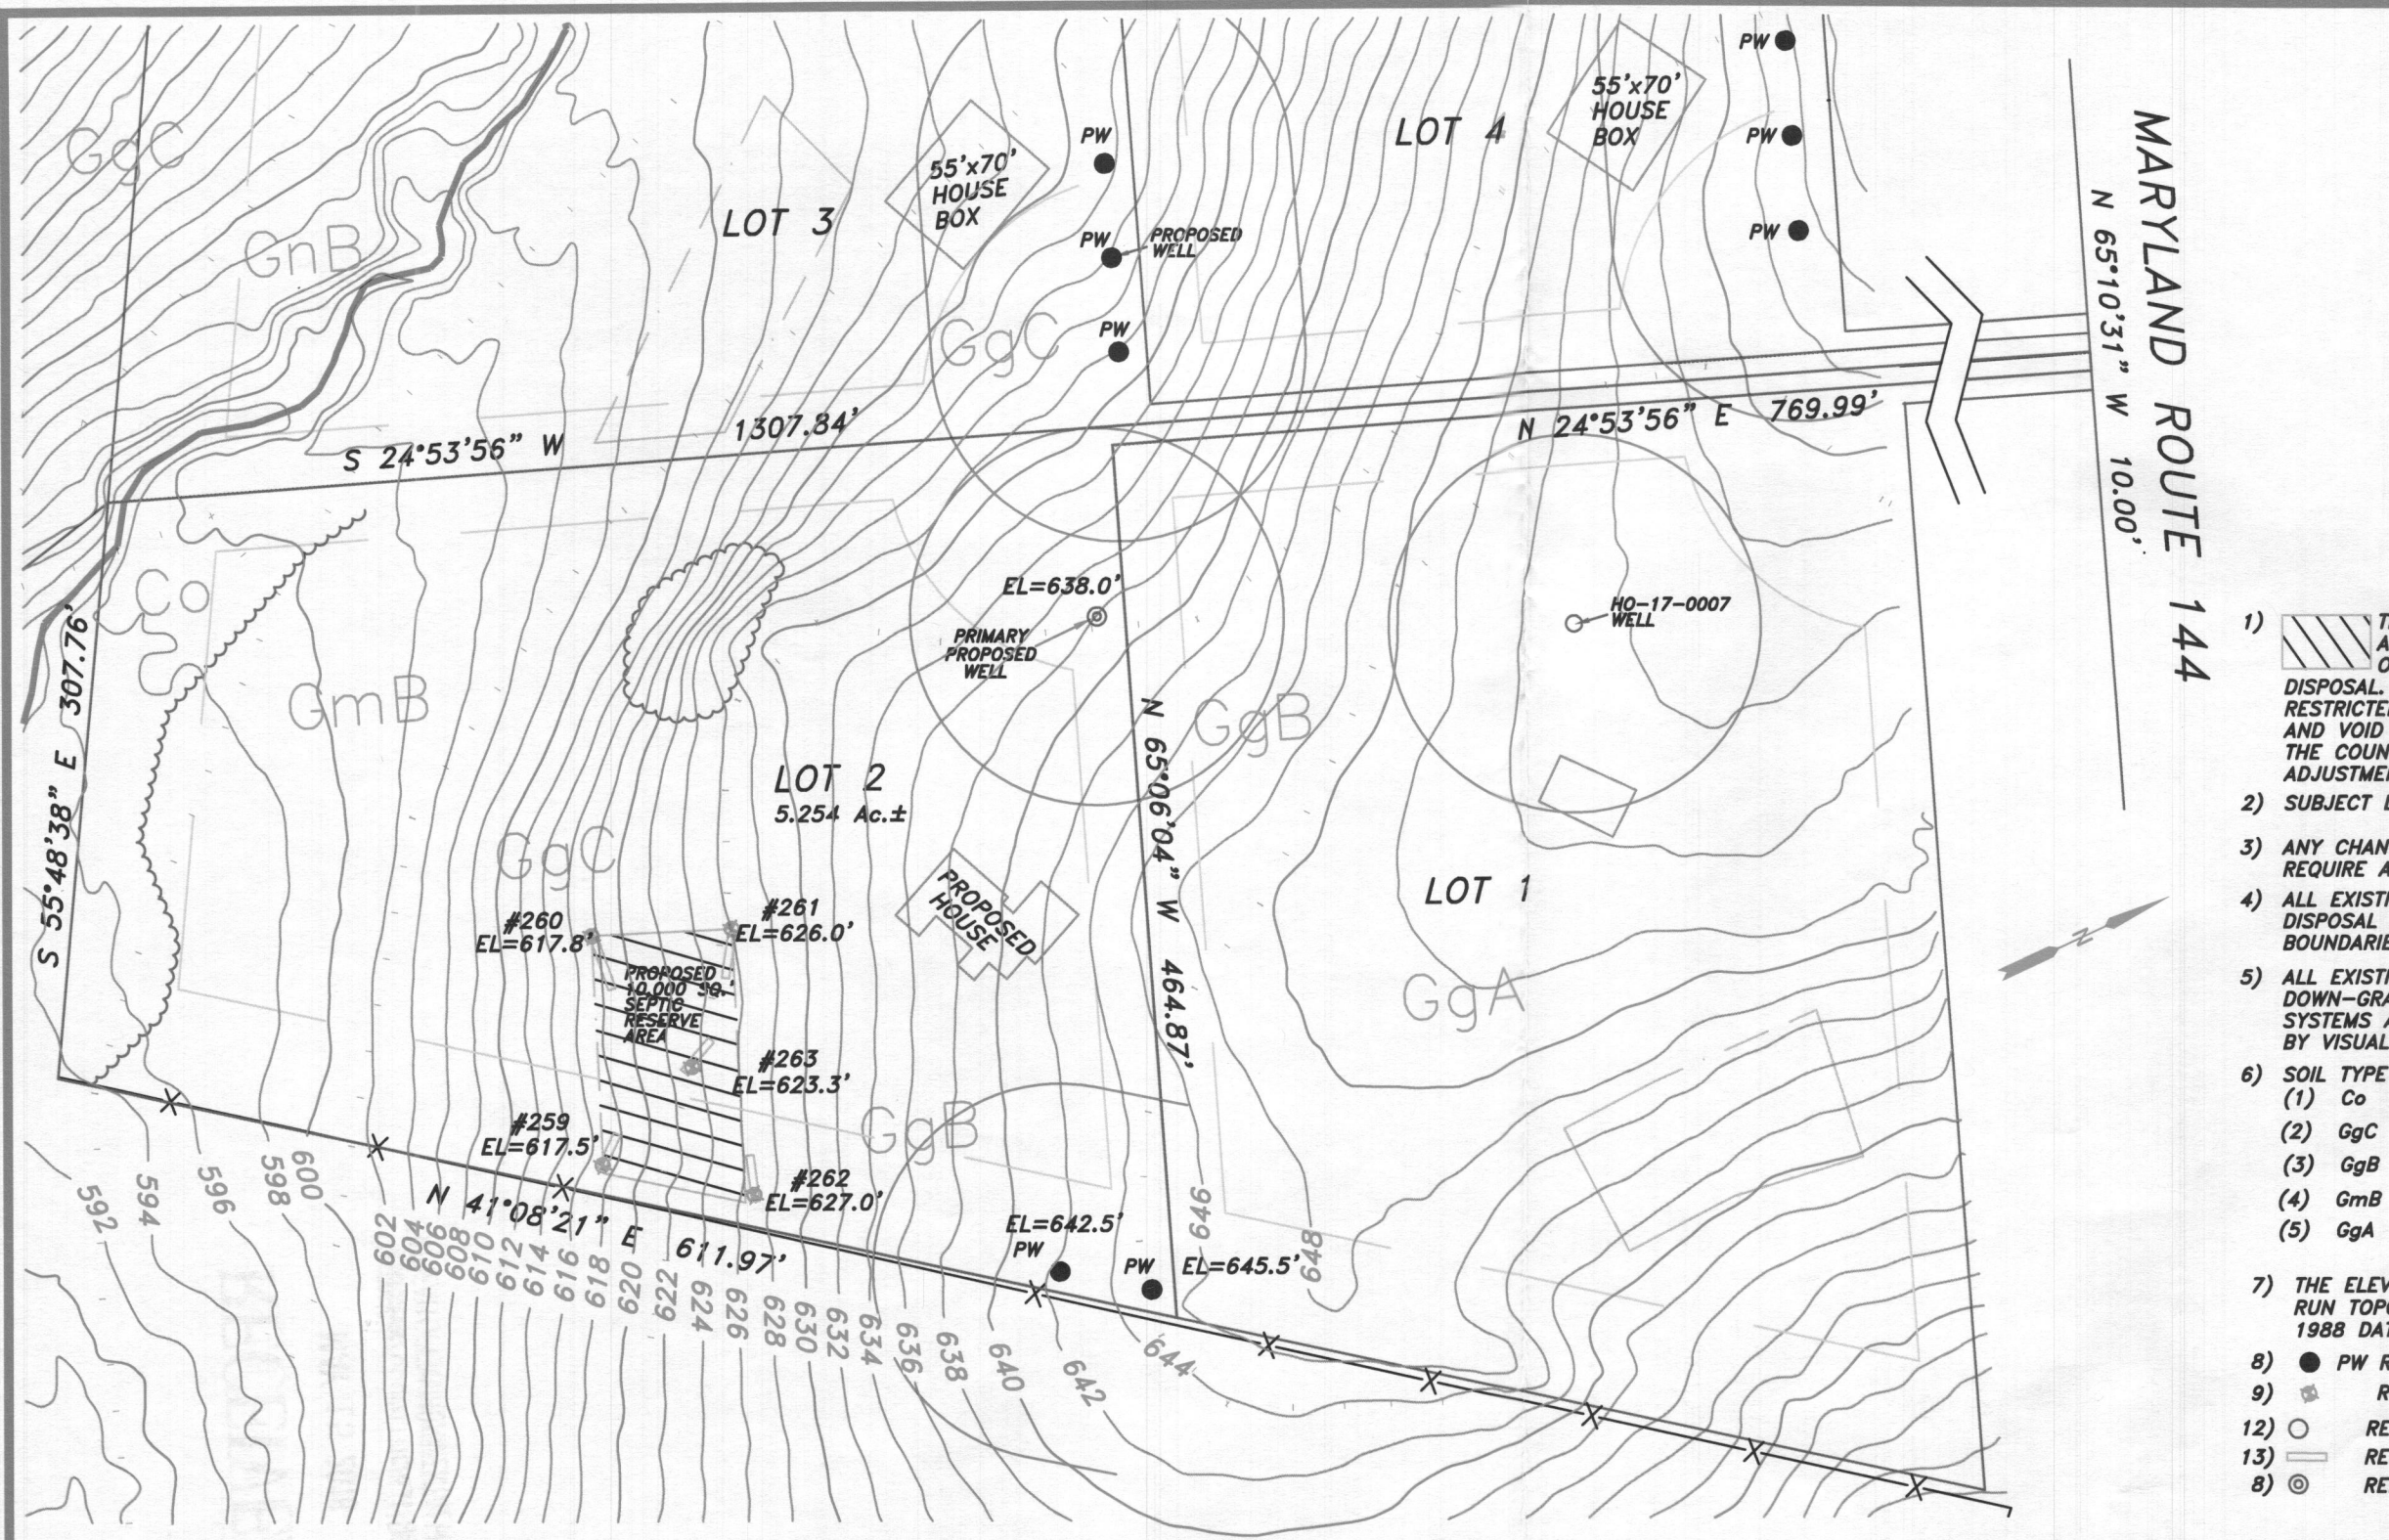 PW
55'x70'
HOUSE
BOX
PW
PW
LOT 4
PW
55'x70'
HOUSE
BOX
LOT 3
PW
PROPOSED
WELL
PW
GgC
GnB
GgC
MARYLAND ROUTE 144
N 65°10'31" W 10.00'
S 24°53'56" W 1307.84'
N 24°53'56" E 769.99'
Co
S 55°48'38" E 307.76'
GmB
EL=638.0'
PRIMARY
PROPOSED
WELL
HO-17-0007
WELL
GgB
N 65°06'04" W 464.87'
LOT 2
5.254 Ac.±
GgC
LOT 1
PROPOSED
HOUSE
#260
EL=617.8'
#261
EL=626.0'
PROPOSED
10,000 SQ.'
SEPTIC
RESERVE
AREA
GgA
N
#263
EL=623.3'
#259
EL=617.5'
GgB
#262
EL=627.0'
N 41°08'21" E 611.97'
EL=642.5'
PW
PW
EL=645.5'
592
594
596
598
600
602
604
606
608
610
612
614
616
618
620
622
624
626
628
630
632
634
636
638
640
642
644
646
648
1)
DISPOSAL.
RESTRICTE
AND VOID
THE COUN
ADJUSTME
2) SUBJECT
3) ANY CHAN
REQUIRE A
4) ALL EXISTI
DISPOSAL
BOUNDARIE
5) ALL EXISTI
DOWN-GRA
SYSTEMS A
BY VISUAL
6) SOIL TYPE
(1) Co
(2) GgC
(3) GgB
(4) GmB
(5) GgA
7) THE ELEV
RUN TOPO
1988 DAT
8) PW R
9) R
12) RE
13) RE
8) RE